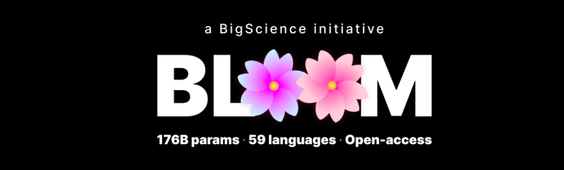 a BigScience initiative
BLOOM
176B params · 59 languages · Open-access